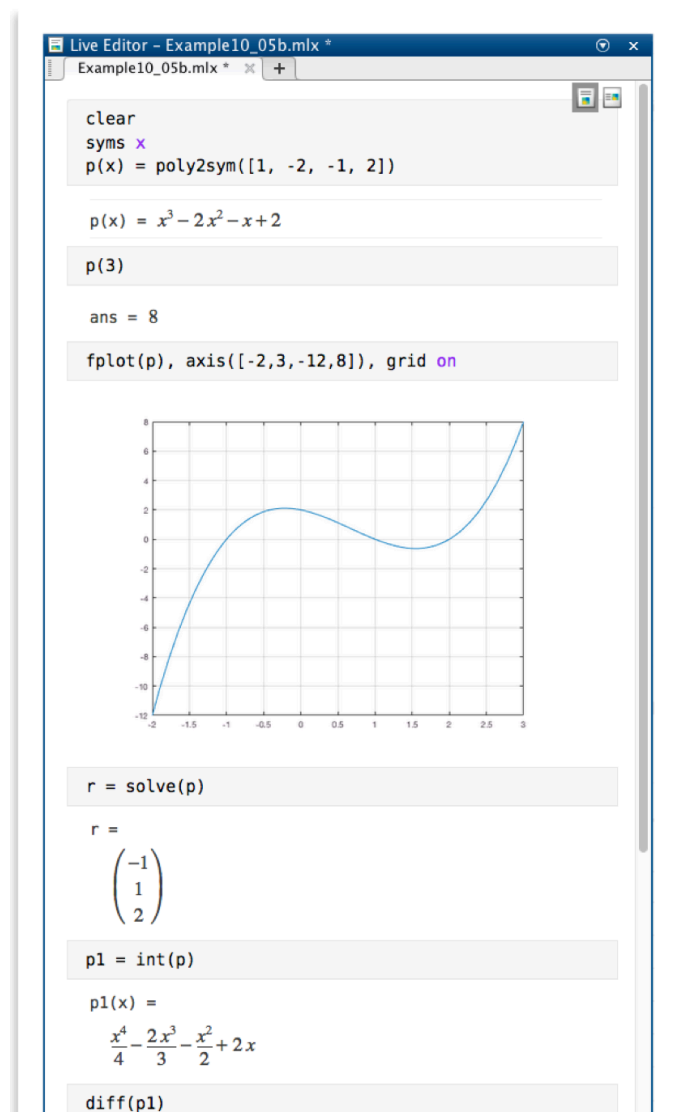 Live Editor – Example10_05b.mlx *
Example10_05b.mlx * × +
clear
syms x
p(x) = poly2sym([1, -2, -1, 2])
p(x) = x³ − 2x² − x + 2
p(3)
ans = 8
fplot(p), axis([-2,3,-12,8]), grid on
8
6
4
2
0
-2
-4
-6
-8
-10
-12
-2 -1.5 -1 -0.5 0 0.5 1 1.5 2 2.5 3
r = solve(p)
r =
−1
1
2
p1 = int(p)
p1(x) =
x⁴/4 − 2x³/3 − x²/2 + 2x
diff(p1)